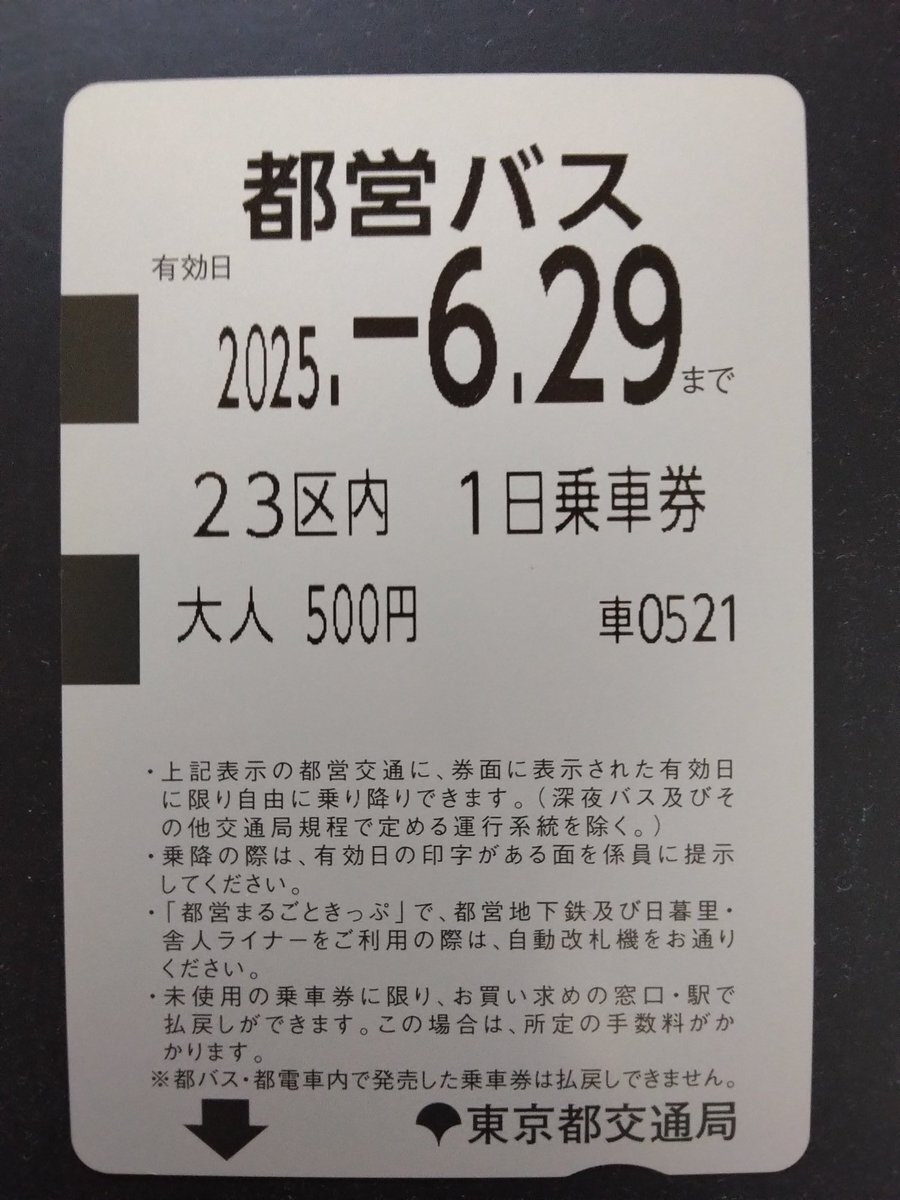 都営バス
有効日
2025.-6.29まで
23区内　1日乗車券
大人 500円　車0521
・上記表示の都営交通に、券面に表示された有効日
に限り自由に乗り降りできます。(深夜バス及びそ
の他交通局規程で定める運行系統を除く。)
・乗降の際は、有効日の印字がある面を係員に提示
してください。
・「都営まるごときっぷ」で、都営地下鉄及び日暮里・
舎人ライナーをご利用の際は、自動改札機をお通り
ください。
・未使用の乗車券に限り、お買い求めの窓口・駅で
払戻しができます。この場合は、所定の手数料がか
かります。
※都バス・都電車内で発売した乗車券は払戻しできません。
東京都交通局